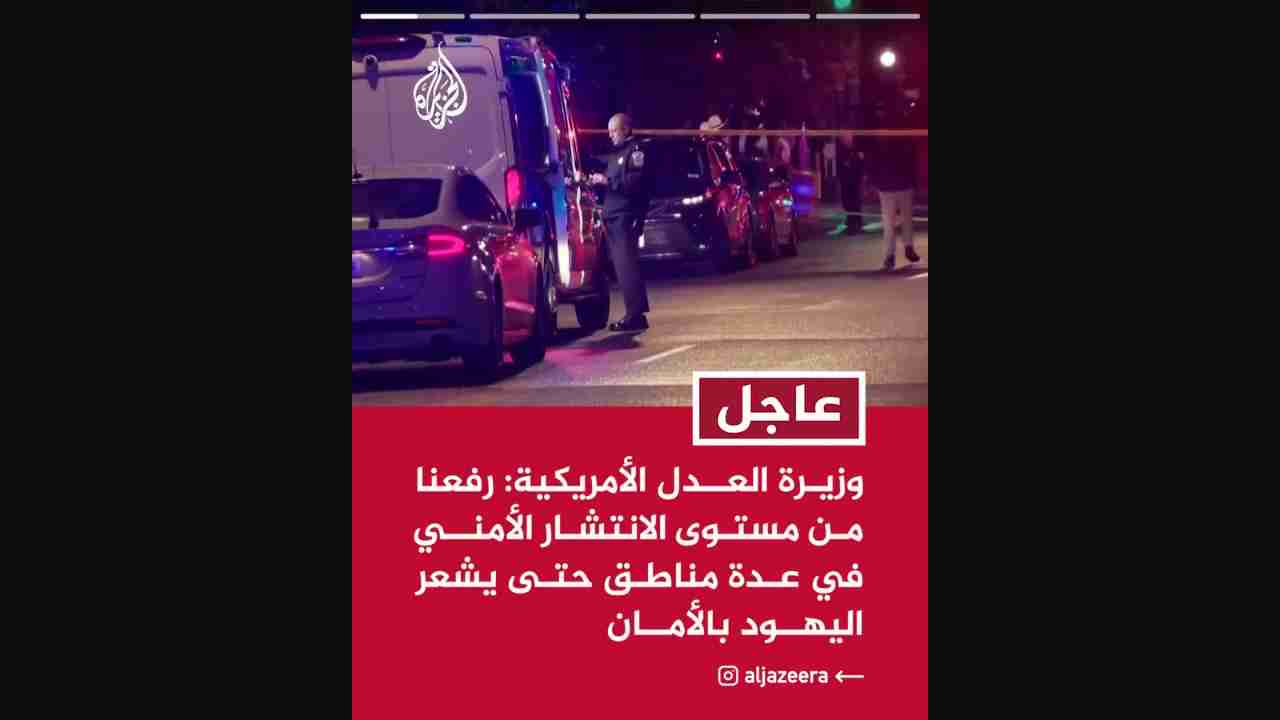 الجزيرة
عاجل
وزيرة العدل الأمريكية: رفعنا
من مستوى الانتشار الأمني
في عدة مناطق حتى يشعر
اليهود بالأمان
aljazeera